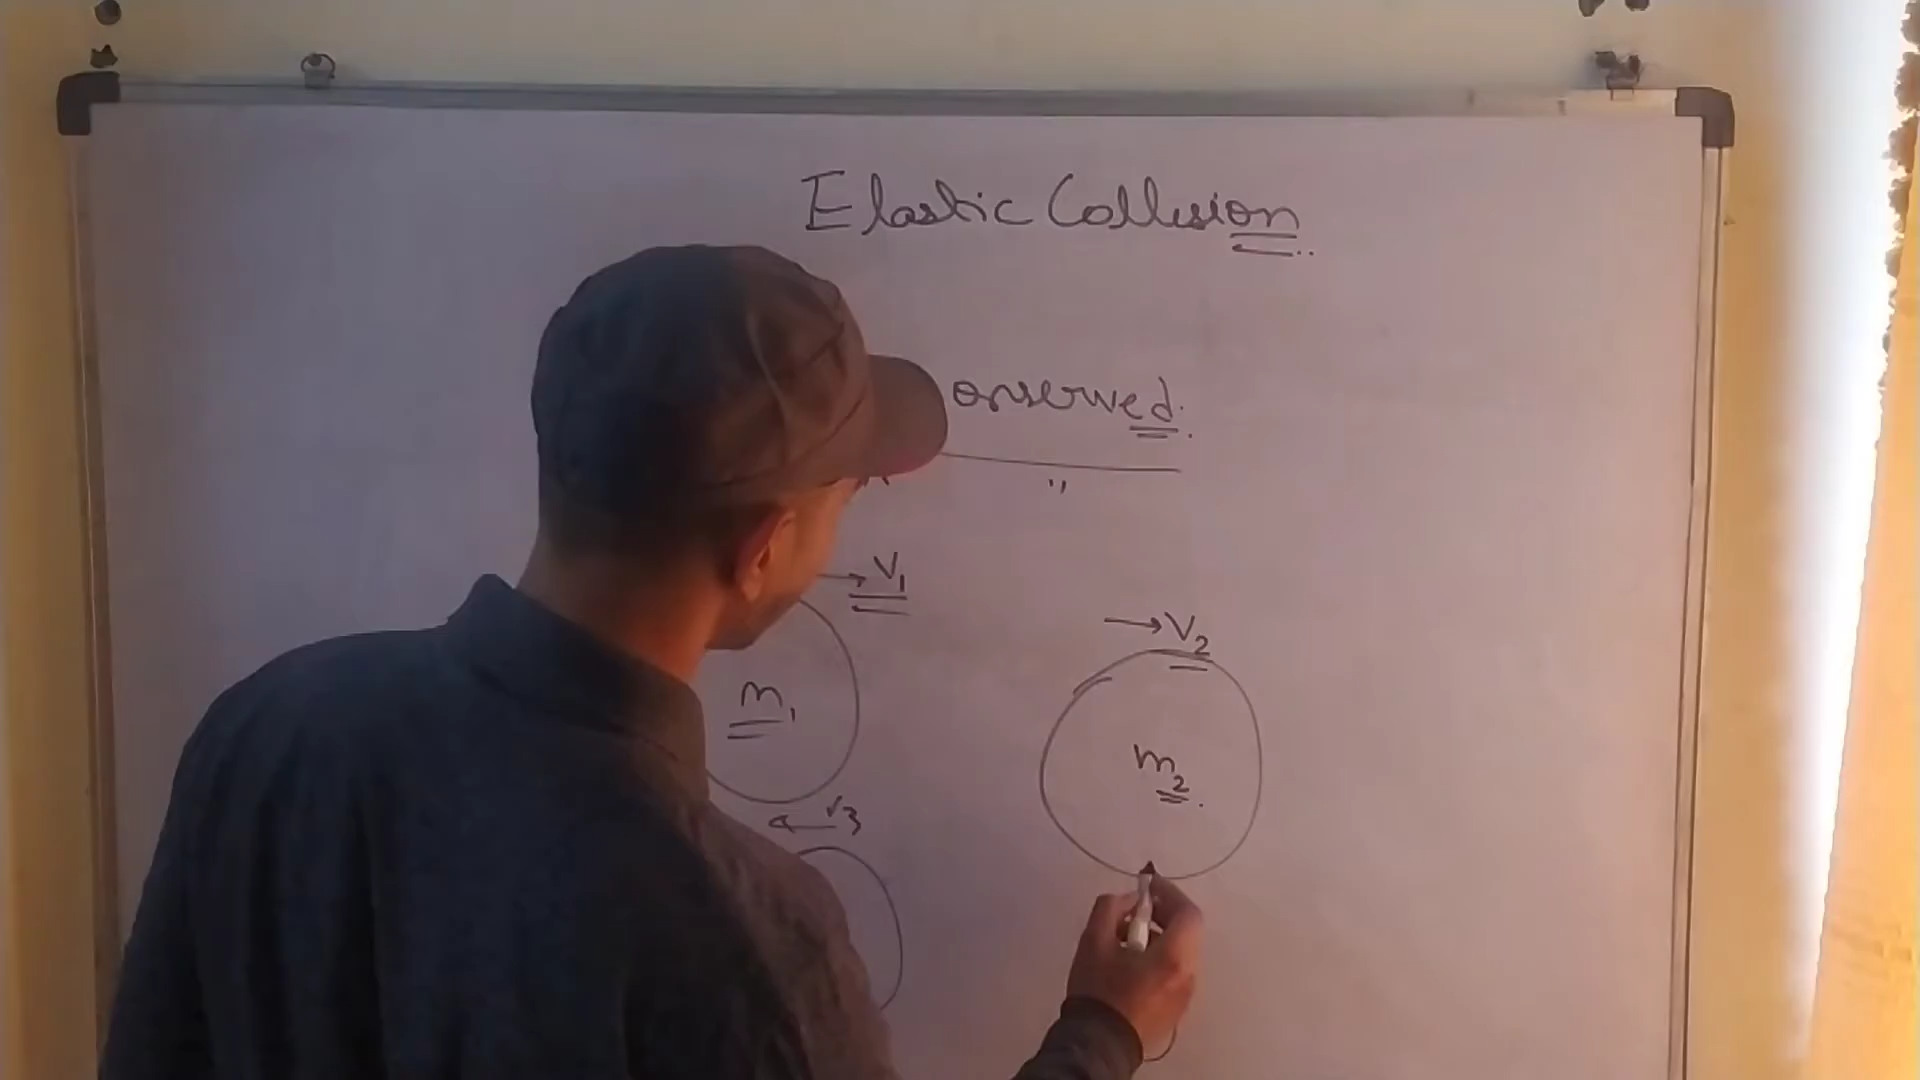 Elastic Collision
onserved.
"
V1
V2
m1
m2
v3